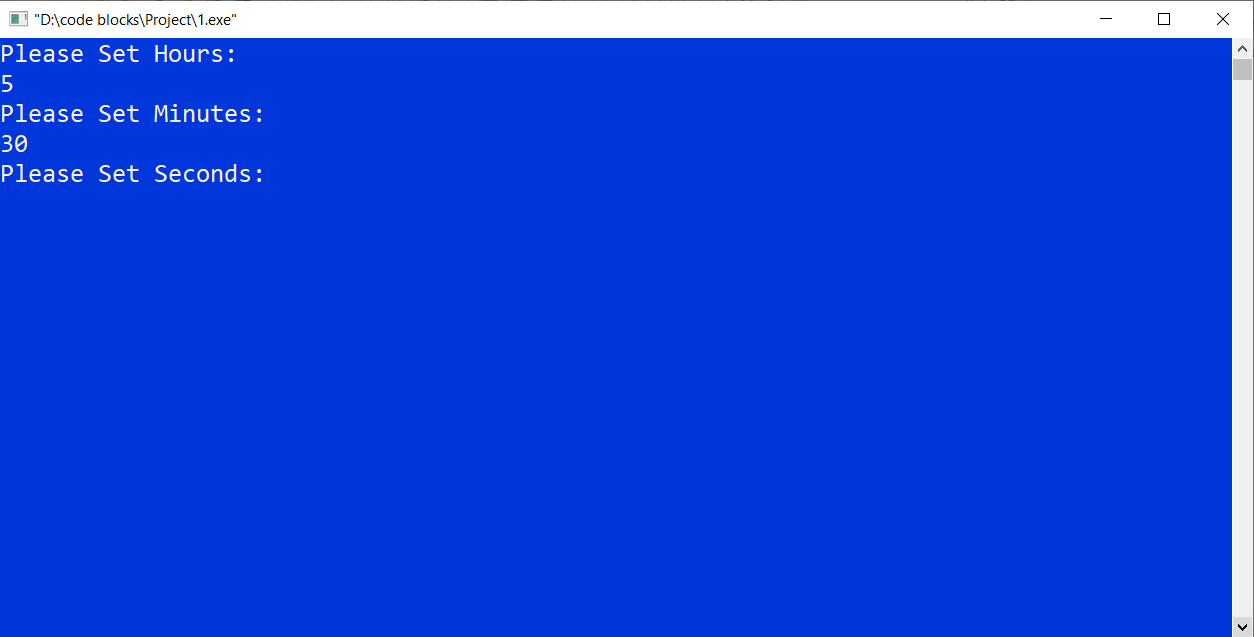 "D:\code blocks\Project\1.exe"
Please Set Hours:
5
Please Set Minutes:
30
Please Set Seconds: